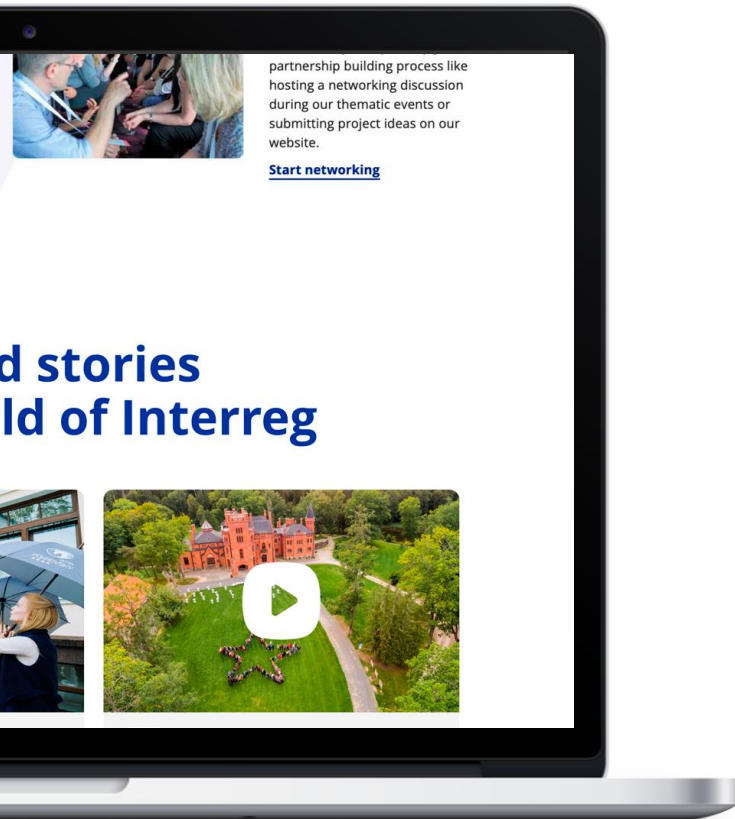 partnership building process like
hosting a networking discussion
during our thematic events or
submitting project ideas on our
website.
Start networking
d stories
ld of Interreg